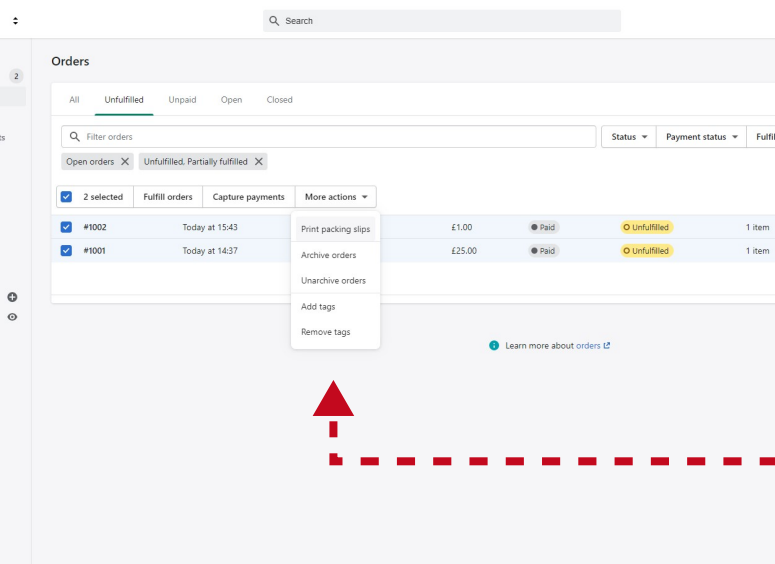 Search
Orders
2
All Unfulfilled Unpaid Open Closed
ts
Filter orders Status Payment status Fulfil
Open orders Unfulfilled, Partially fulfilled
2 selected Fulfill orders Capture payments More actions
#1002 Today at 15:43 £1.00 Paid Unfulfilled 1 item
#1001 Today at 14:37 £25.00 Paid Unfulfilled 1 item
Print packing slips
Archive orders
Unarchive orders
Add tags
Remove tags
Learn more about orders